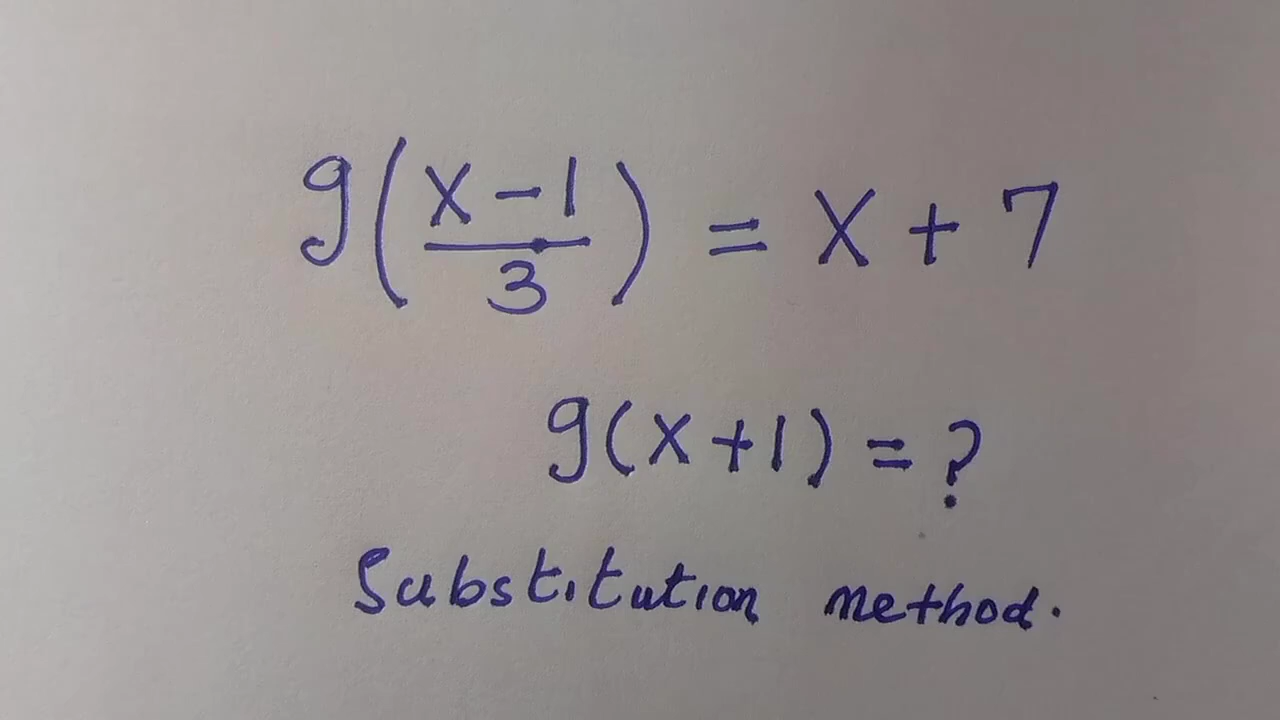 g((x-1)/3) = x + 7
g(x+1) = ?
Substitution method.